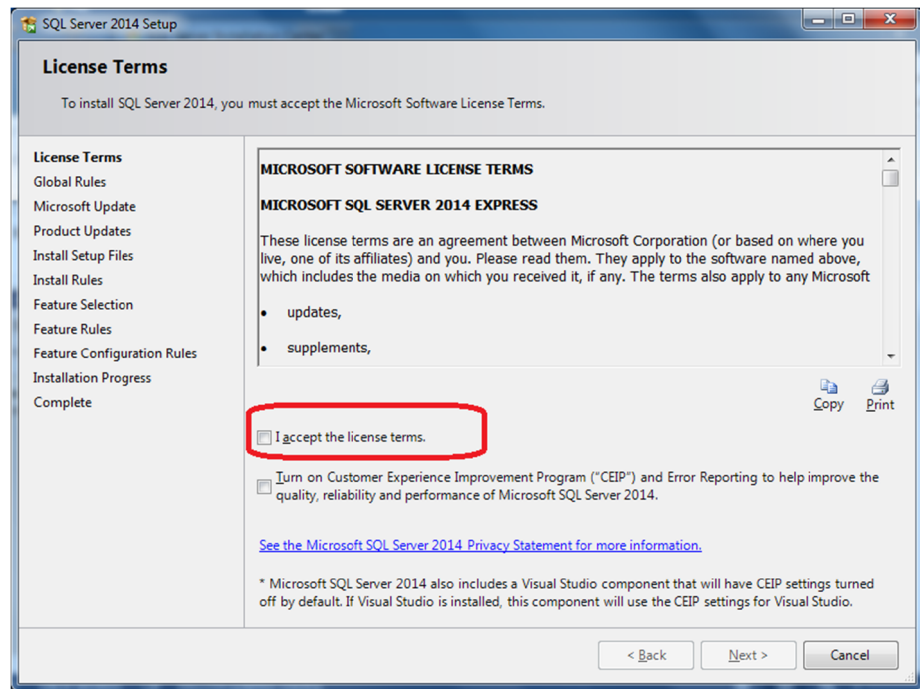 SQL Server 2014 Setup
License Terms
To install SQL Server 2014, you must accept the Microsoft Software License Terms.
License Terms
Global Rules
Microsoft Update
Product Updates
Install Setup Files
Install Rules
Feature Selection
Feature Rules
Feature Configuration Rules
Installation Progress
Complete
MICROSOFT SOFTWARE LICENSE TERMS
MICROSOFT SQL SERVER 2014 EXPRESS
These license terms are an agreement between Microsoft Corporation (or based on where you
live, one of its affiliates) and you. Please read them. They apply to the software named above,
which includes the media on which you received it, if any. The terms also apply to any Microsoft
• updates,
• supplements,
Copy Print
I accept the license terms.
Turn on Customer Experience Improvement Program ("CEIP") and Error Reporting to help improve the
quality, reliability and performance of Microsoft SQL Server 2014.
See the Microsoft SQL Server 2014 Privacy Statement for more information.
* Microsoft SQL Server 2014 also includes a Visual Studio component that will have CEIP settings turned
off by default. If Visual Studio is installed, this component will use the CEIP settings for Visual Studio.
< Back Next > Cancel